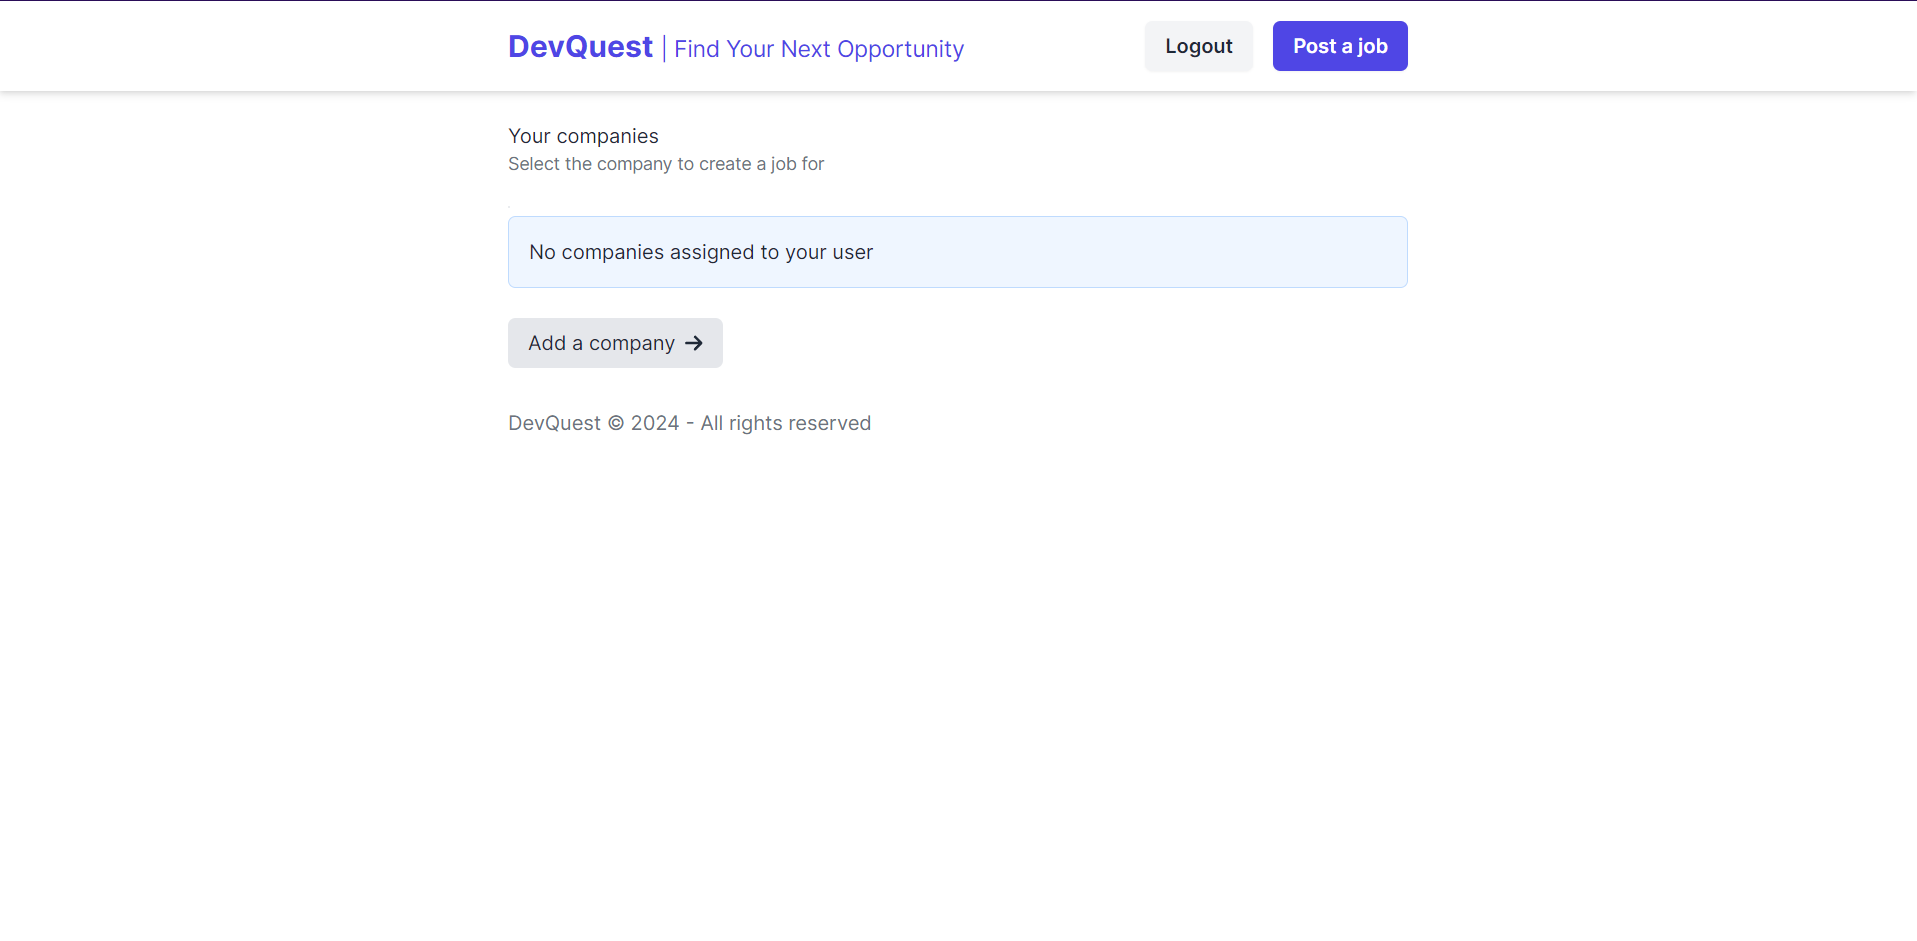 DevQuest | Find Your Next Opportunity
Logout
Post a job
Your companies
Select the company to create a job for
No companies assigned to your user
Add a company →
DevQuest © 2024 - All rights reserved